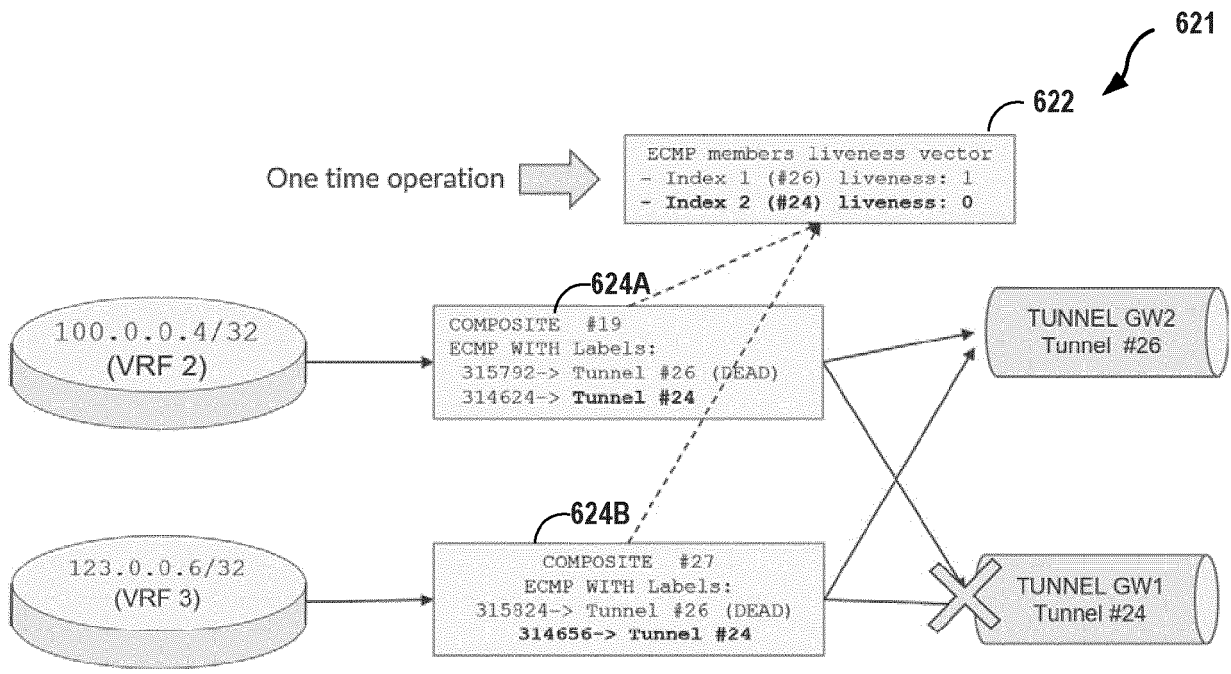 621
622
ECMP members liveness vector
- Index 1 (#26) liveness: 1
- Index 2 (#24) liveness: 0
One time operation
624A
100.0.0.4/32
(VRF 2)
COMPOSITE #19
ECMP WITH Labels:
315792-> Tunnel #26 (DEAD)
314624-> Tunnel #24
TUNNEL GW2
Tunnel #26
624B
123.0.0.6/32
(VRF 3)
COMPOSITE #27
ECMP WITH Labels:
315824-> Tunnel #26 (DEAD)
314656-> Tunnel #24
TUNNEL GW1
Tunnel #24